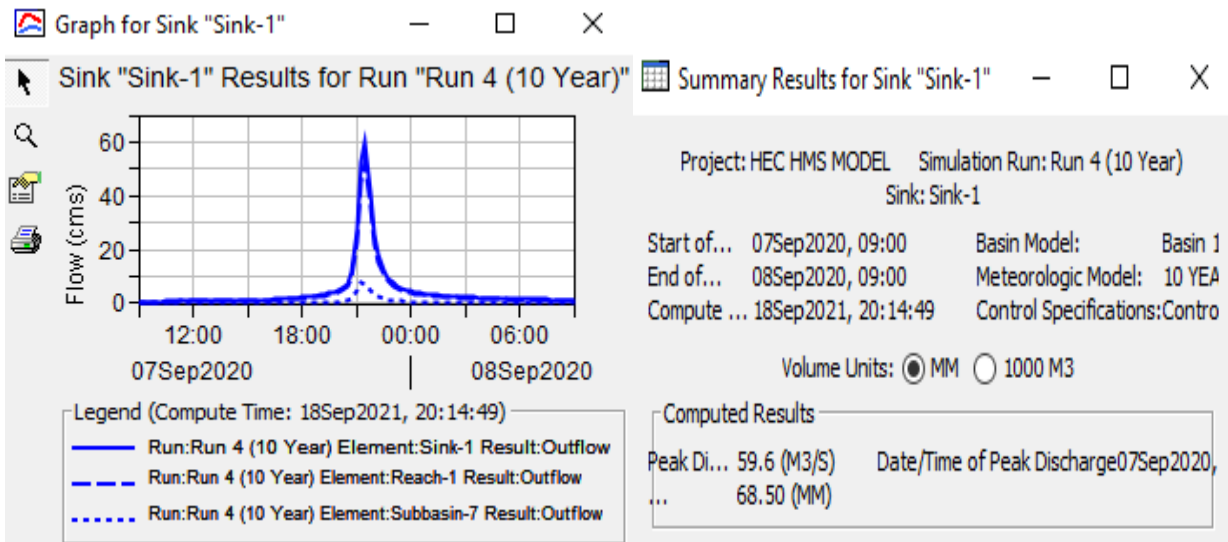 Graph for Sink "Sink-1"
Sink "Sink-1" Results for Run "Run 4 (10 Year)"
60
40
20
0
Flow (cms)
12:00 18:00 00:00 06:00
07Sep2020 08Sep2020
Legend (Compute Time: 18Sep2021, 20:14:49)
Run:Run 4 (10 Year) Element:Sink-1 Result:Outflow
Run:Run 4 (10 Year) Element:Reach-1 Result:Outflow
Run:Run 4 (10 Year) Element:Subbasin-7 Result:Outflow
Summary Results for Sink "Sink-1"
Project: HEC HMS MODEL Simulation Run: Run 4 (10 Year)
Sink: Sink-1
Start of... 07Sep2020, 09:00 Basin Model: Basin 1
End of... 08Sep2020, 09:00 Meteorologic Model: 10 YEA
Compute ... 18Sep2021, 20:14:49 Control Specifications:Contro
Volume Units: MM 1000 M3
Computed Results
Peak Di... 59.6 (M3/S) Date/Time of Peak Discharge07Sep2020,
... 68.50 (MM)